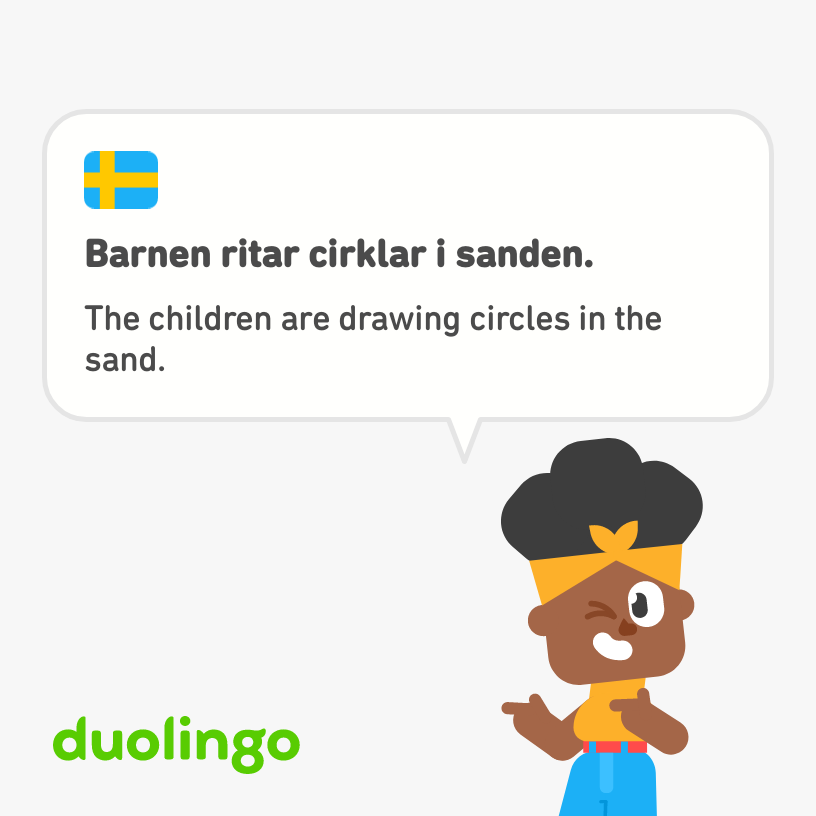 Barnen ritar cirklar i sanden.
The children are drawing circles in the
sand.
duolingo